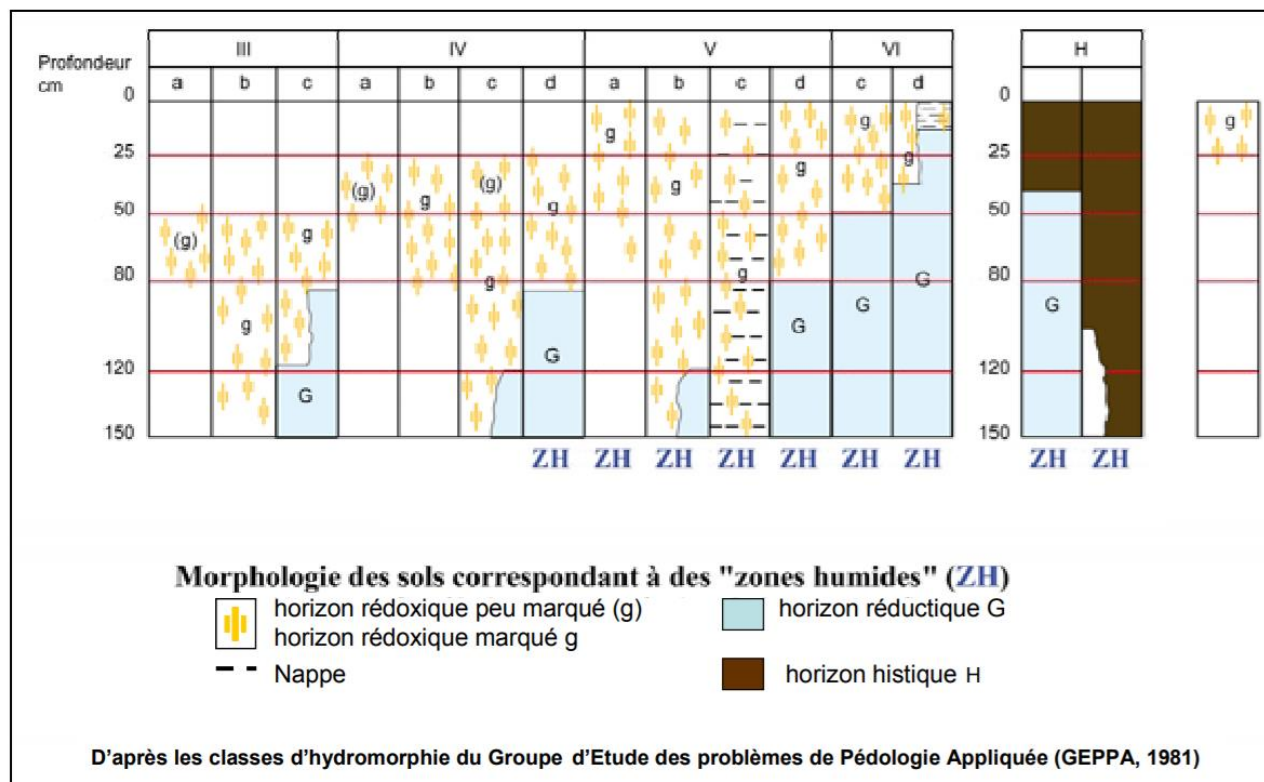 III IV V VI H
Profondeur
cm
a b c a b c d a b c d c d
0 0
g g g g
25 25
(g) g (g) g g g g
50 50
(g) g g
80 80
g g g G G G G
120 120
G G
150 150
ZH ZH ZH ZH ZH ZH ZH ZH ZH
Morphologie des sols correspondant à des "zones humides" (ZH)
horizon rédoxique peu marqué (g)
horizon rédoxique marqué g
Nappe
horizon réductique G
horizon histique H
D'après les classes d'hydromorphie du Groupe d'Etude des problèmes de Pédologie Appliquée (GEPPA, 1981)